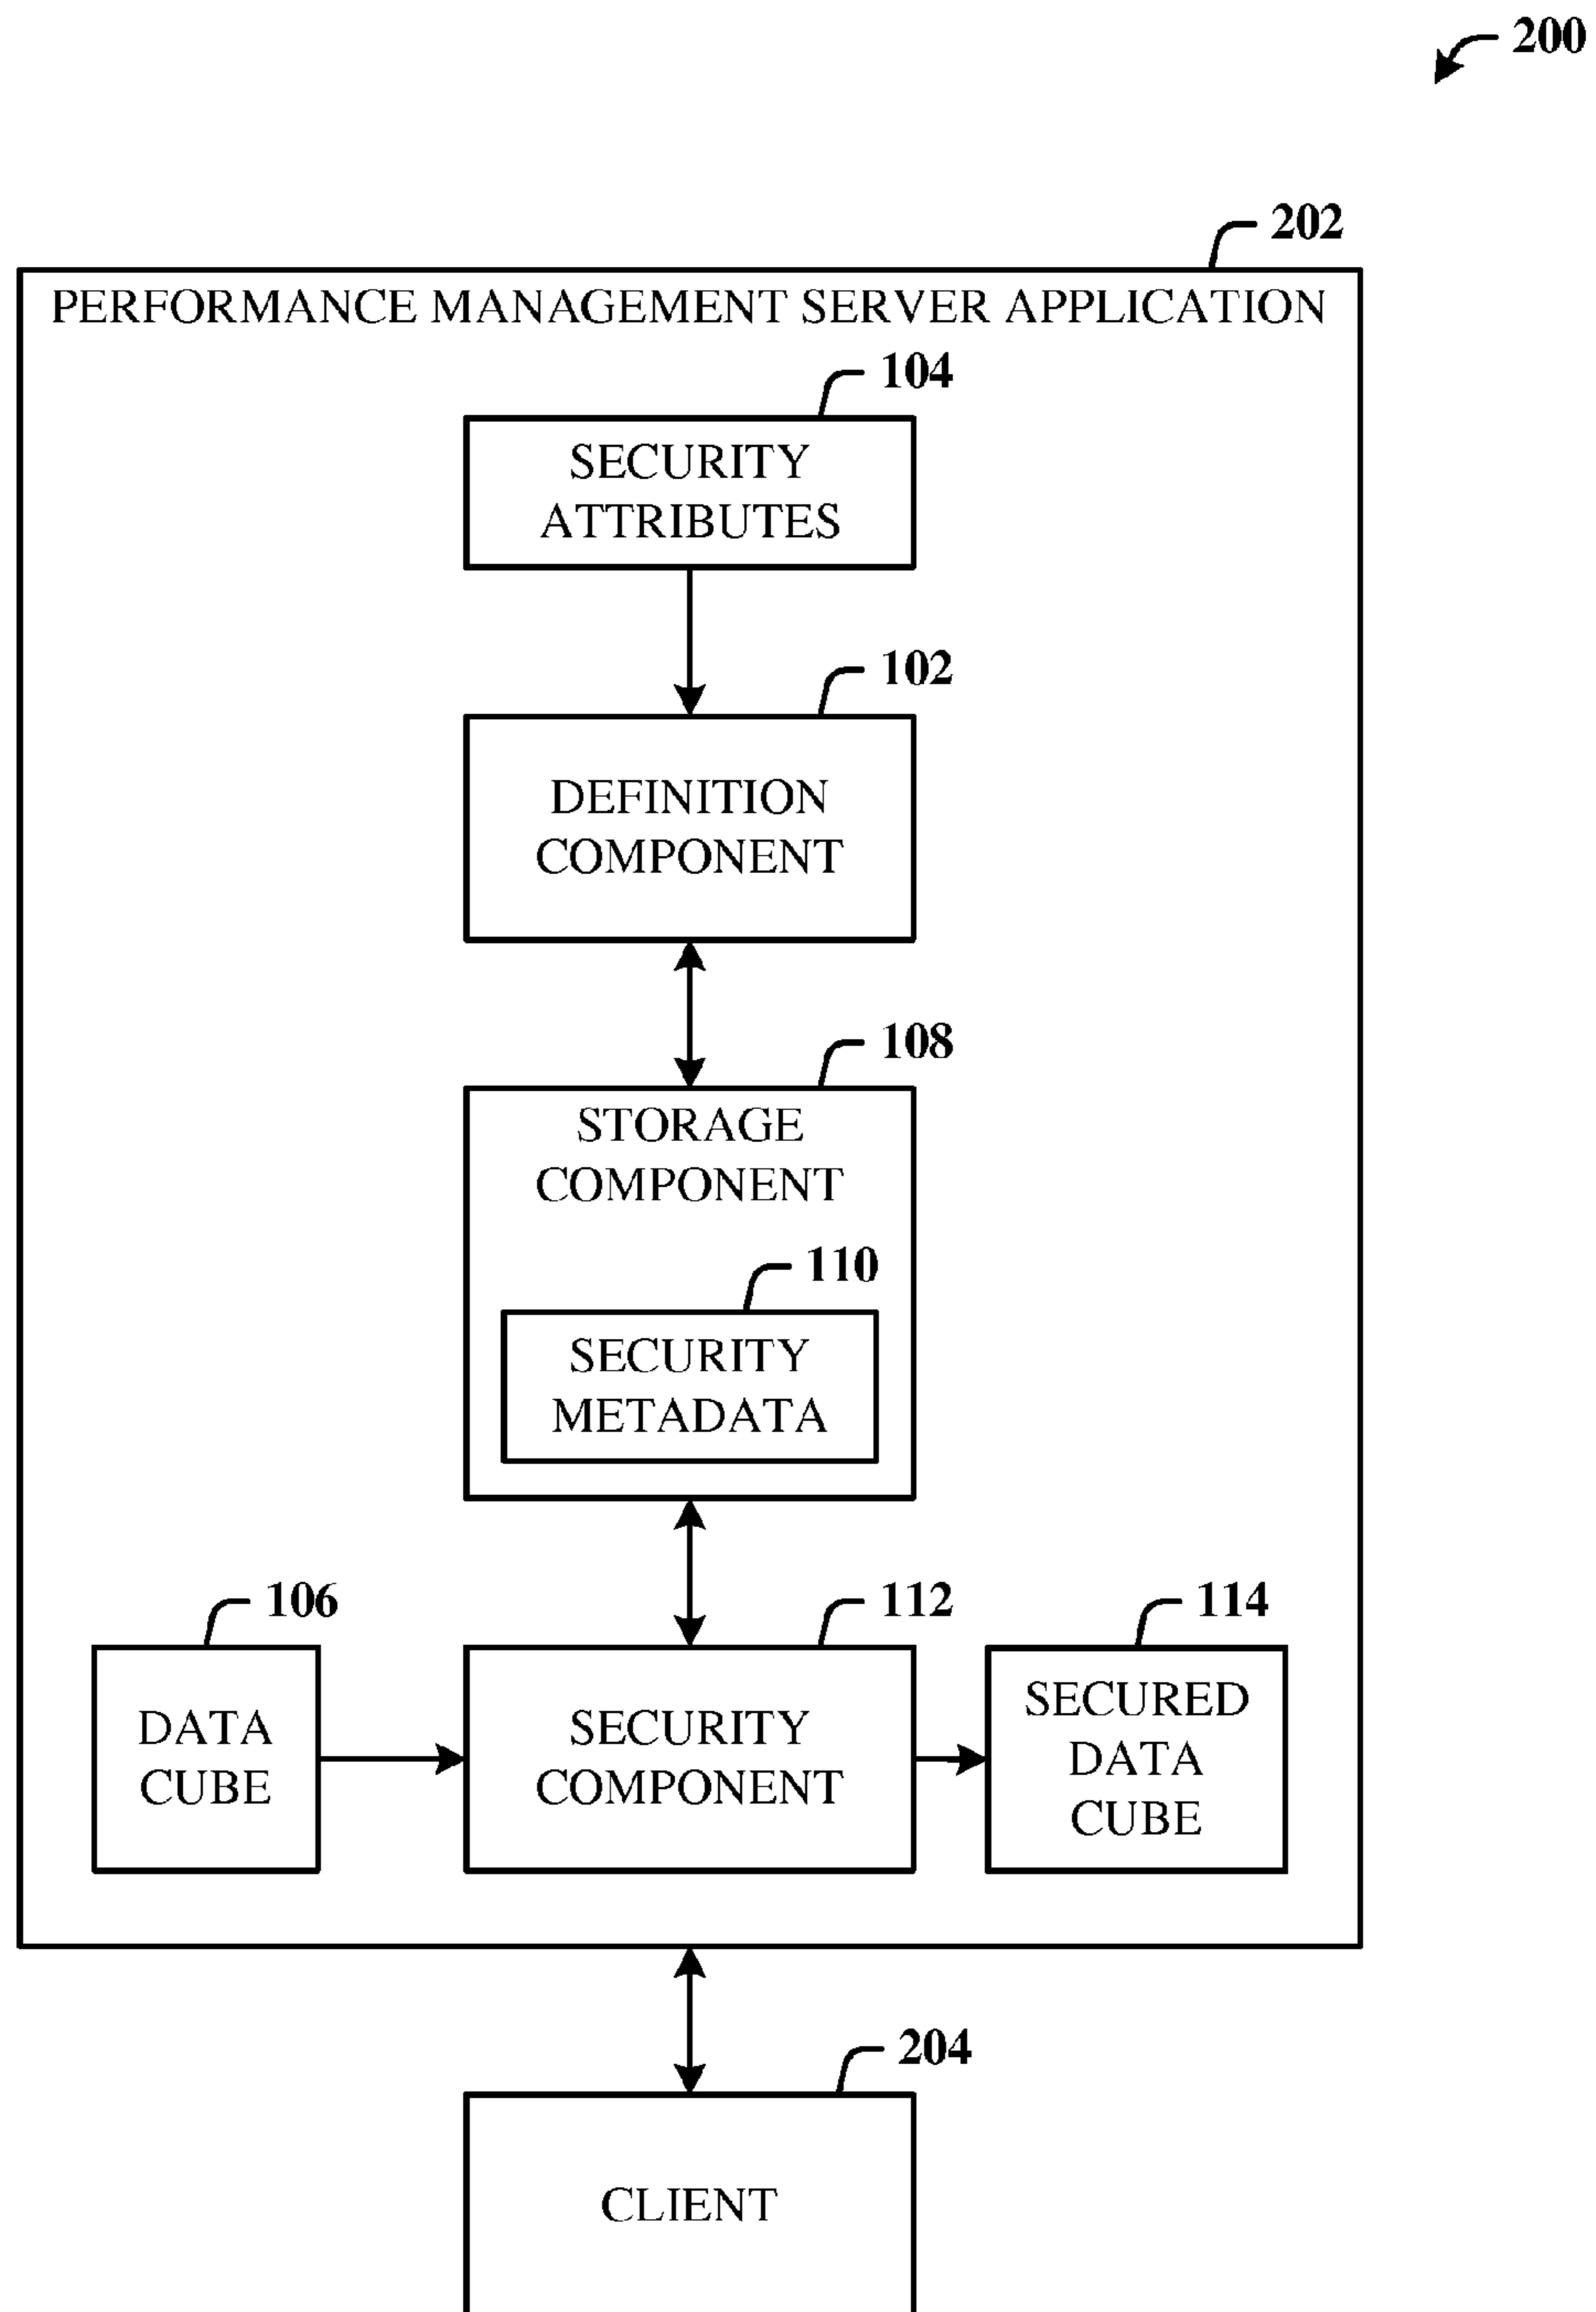 200
202
PERFORMANCE MANAGEMENT SERVER APPLICATION
104
SECURITY
ATTRIBUTES
102
DEFINITION
COMPONENT
108
STORAGE
COMPONENT
110
SECURITY
METADATA
106
DATA
CUBE
112
SECURITY
COMPONENT
114
SECURED
DATA
CUBE
204
CLIENT